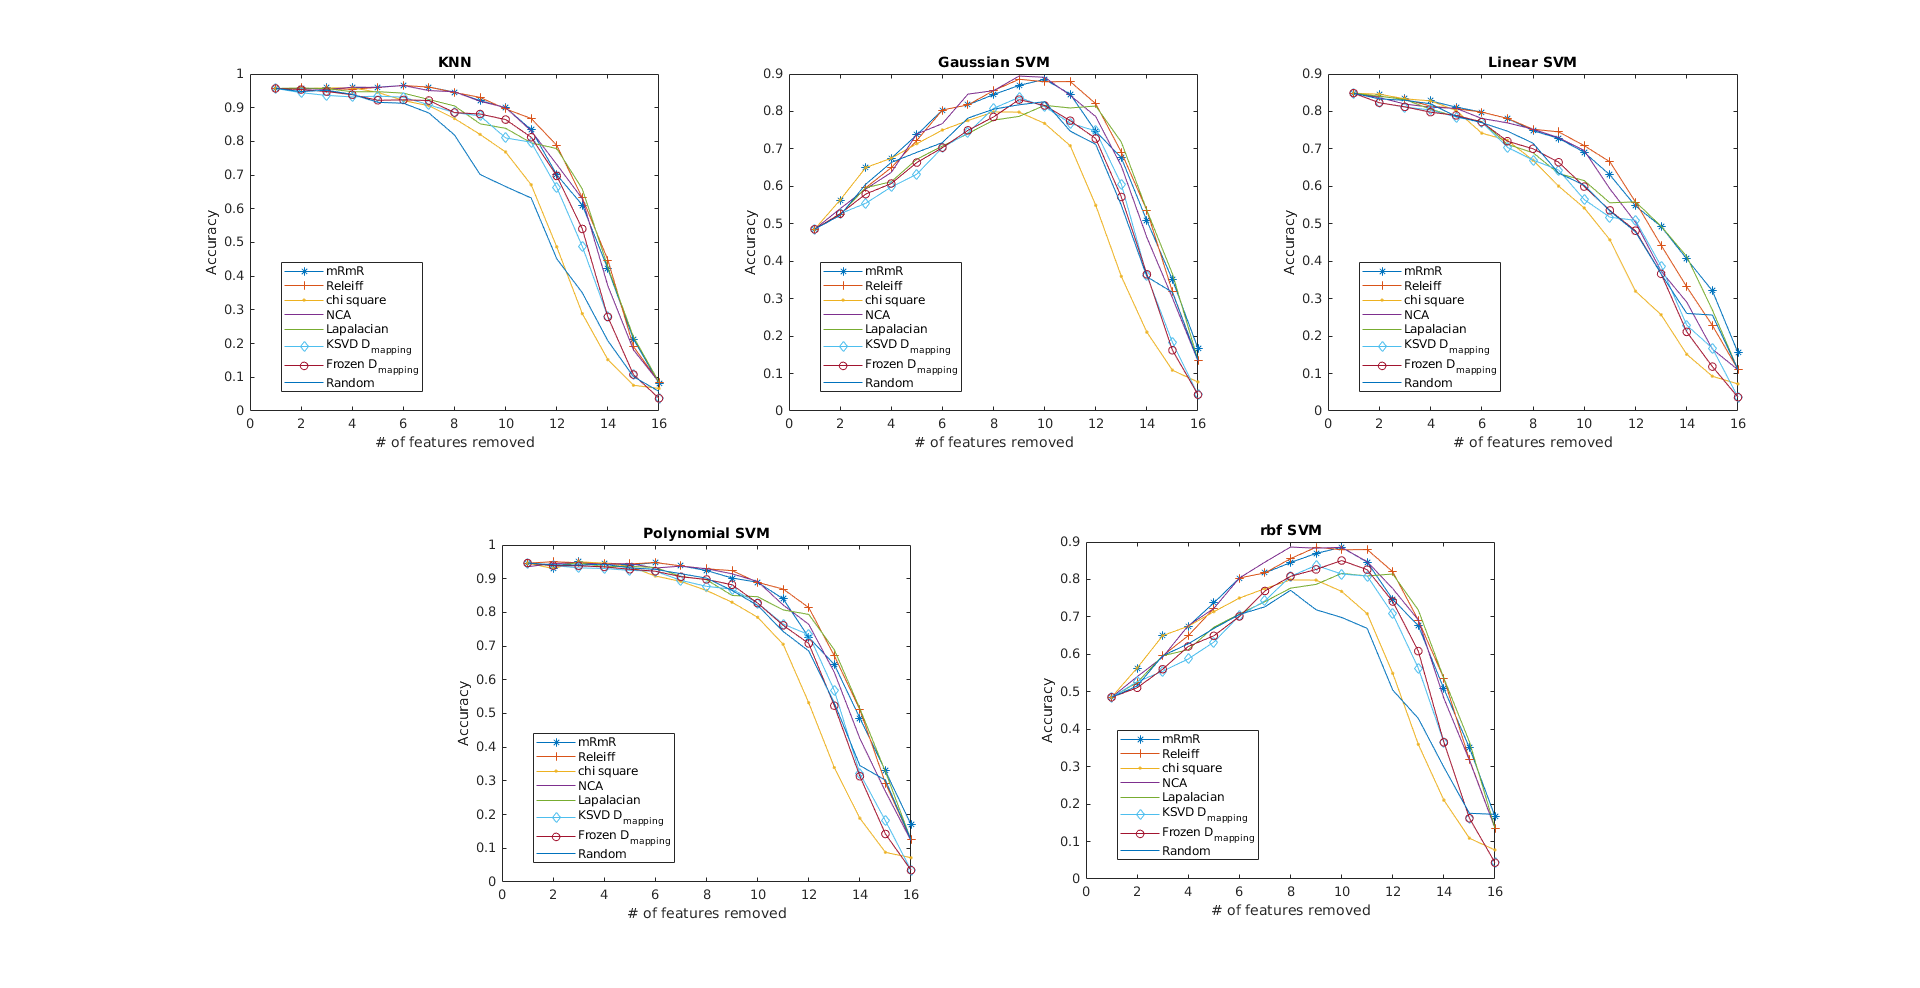 KNN
1
0.9
0.8
0.7
0.6
0.5
0.4
0.3
0.2
0.1
0
Accuracy
mRmR
Releiff
chi square
NCA
Lapalacian
KSVD Dmapping
Frozen Dmapping
Random
0 2 4 6 8 10 12 14 16
# of features removed
Gaussian SVM
0.9
0.8
0.7
0.6
0.5
0.4
0.3
0.2
0.1
0
Accuracy
mRmR
Releiff
chi square
NCA
Lapalacian
KSVD Dmapping
Frozen Dmapping
Random
0 2 4 6 8 10 12 14 16
# of features removed
Linear SVM
0.9
0.8
0.7
0.6
0.5
0.4
0.3
0.2
0.1
0
Accuracy
mRmR
Releiff
chi square
NCA
Lapalacian
KSVD Dmapping
Frozen Dmapping
Random
0 2 4 6 8 10 12 14 16
# of features removed
Polynomial SVM
1
0.9
0.8
0.7
0.6
0.5
0.4
0.3
0.2
0.1
0
Accuracy
mRmR
Releiff
chi square
NCA
Lapalacian
KSVD Dmapping
Frozen Dmapping
Random
0 2 4 6 8 10 12 14 16
# of features removed
rbf SVM
0.9
0.8
0.7
0.6
0.5
0.4
0.3
0.2
0.1
0
Accuracy
mRmR
Releiff
chi square
NCA
Lapalacian
KSVD Dmapping
Frozen Dmapping
Random
0 2 4 6 8 10 12 14 16
# of features removed